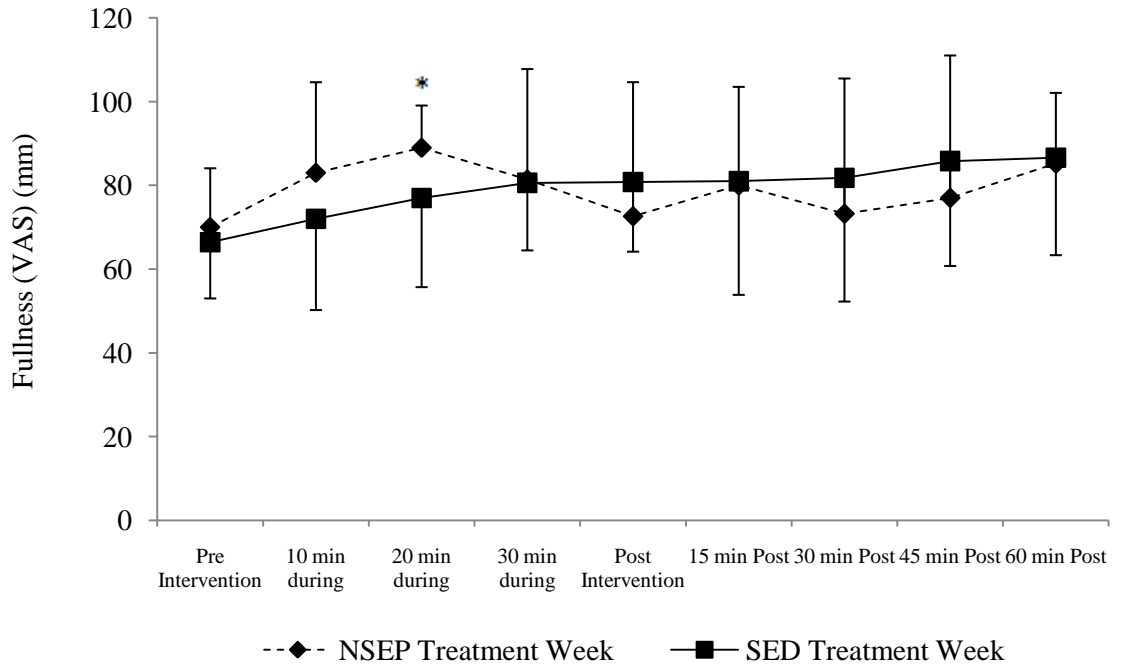 120
100
80
60
40
20
0
Fullness (VAS) (mm)
*
Pre Intervention
10 min during
20 min during
30 min during
Post Intervention
15 min Post
30 min Post
45 min Post
60 min Post
NSEP Treatment Week
SED Treatment Week